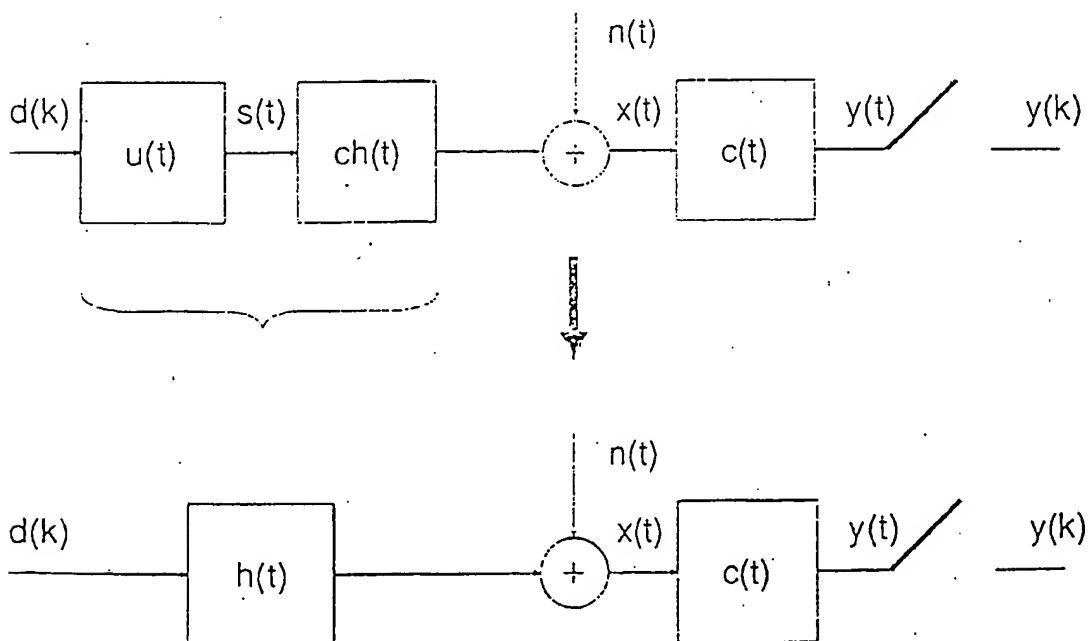 n(t)
d(k) s(t) x(t) y(t) y(k)
u(t) ch(t) + c(t)
n(t)
d(k) x(t) y(t) y(k)
h(t) + c(t)